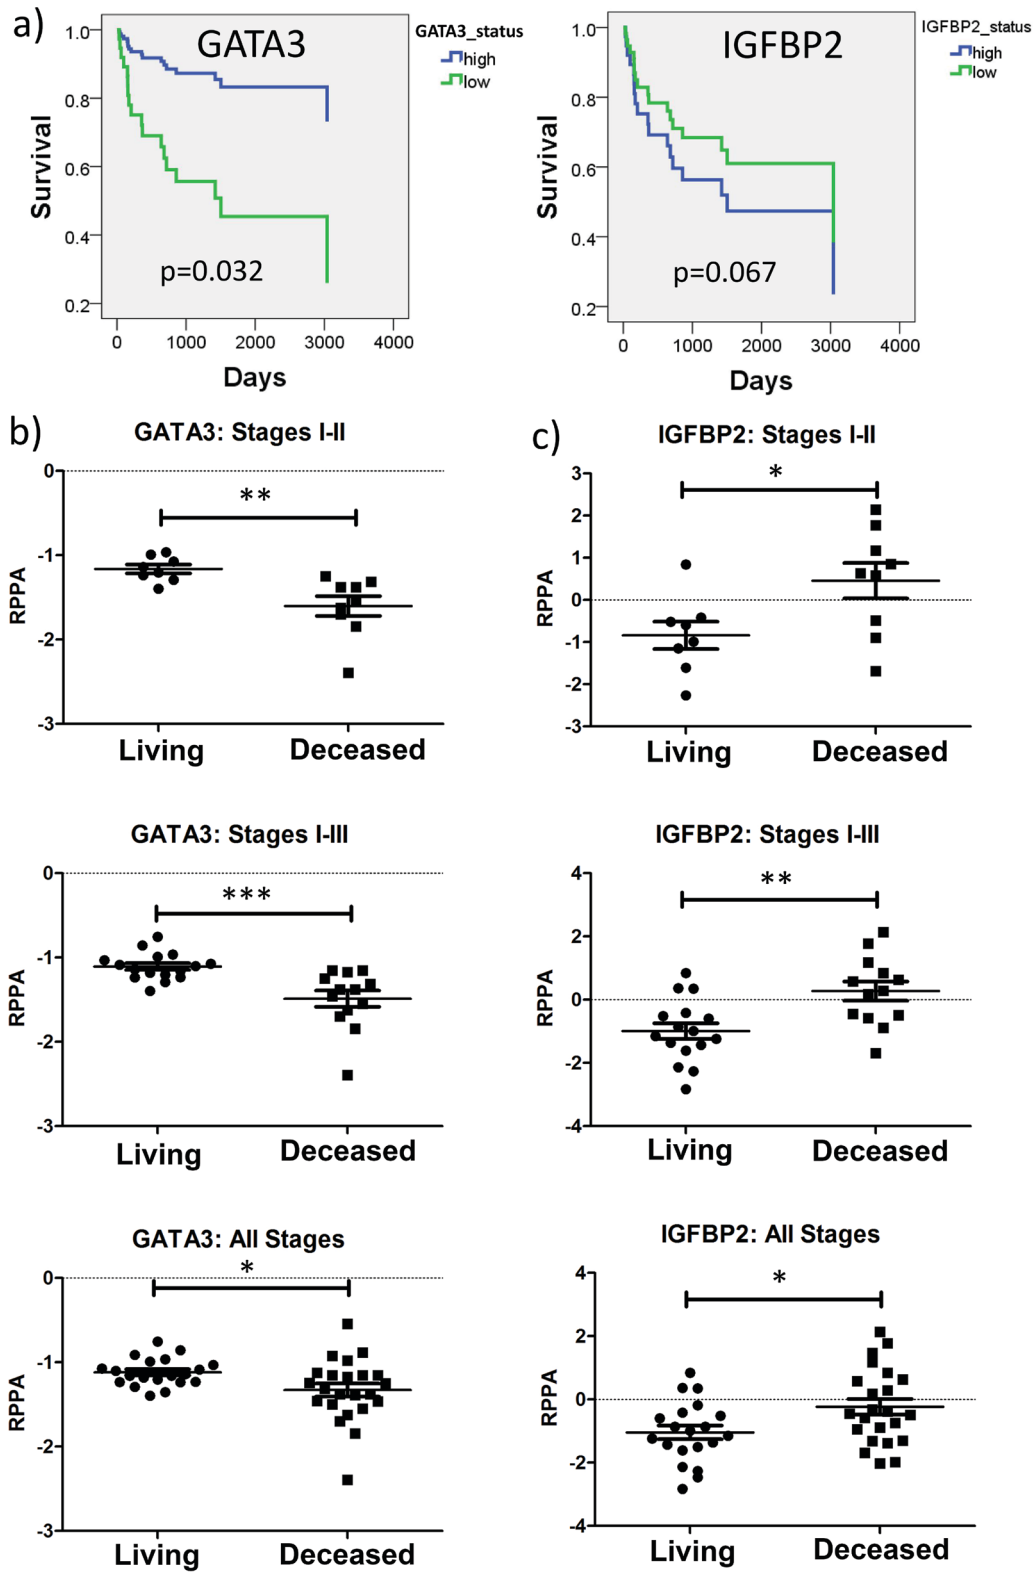 a)
GATA3
GATA3_status
high
low
1.0
0.8
0.6
0.4
0.2
Survival
p=0.032
0 1000 2000 3000 4000
Days
IGFBP2
IGFBP2_status
high
low
1.0
0.8
0.6
0.4
0.2
Survival
p=0.067
0 1000 2000 3000 4000
Days
b)
GATA3: Stages I-II
0
-1
-2
-3
RPPA
**
Living Deceased
c)
IGFBP2: Stages I-II
3
2
1
0
-1
-2
-3
RPPA
*
Living Deceased
GATA3: Stages I-III
0
-1
-2
-3
RPPA
***
Living Deceased
IGFBP2: Stages I-III
4
2
0
-2
-4
RPPA
**
Living Deceased
GATA3: All Stages
0
-1
-2
-3
RPPA
*
Living Deceased
IGFBP2: All Stages
4
2
0
-2
-4
RPPA
*
Living Deceased